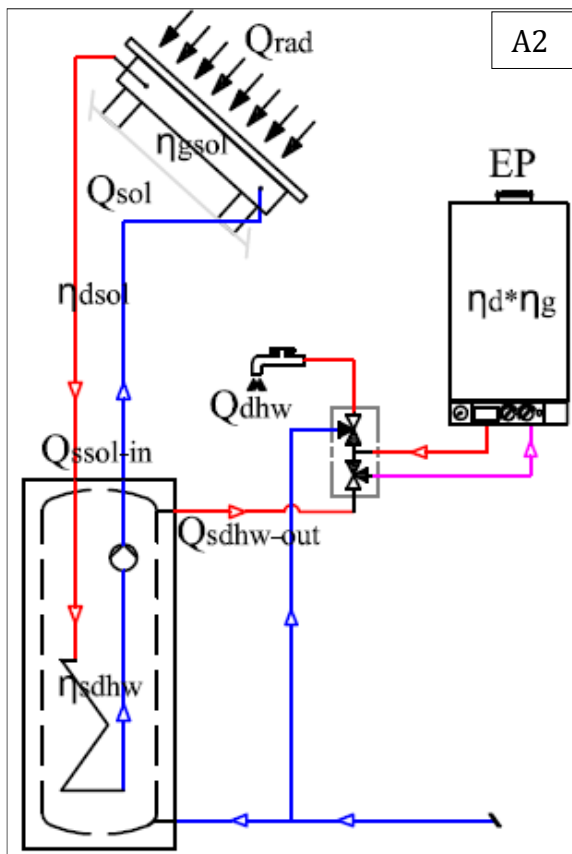 A2
Qrad
ηgsol
Qsol
EP
ηdsol
ηd*ηg
Qdhw
Qssol-in
Qsdhw-out
ηsdhw